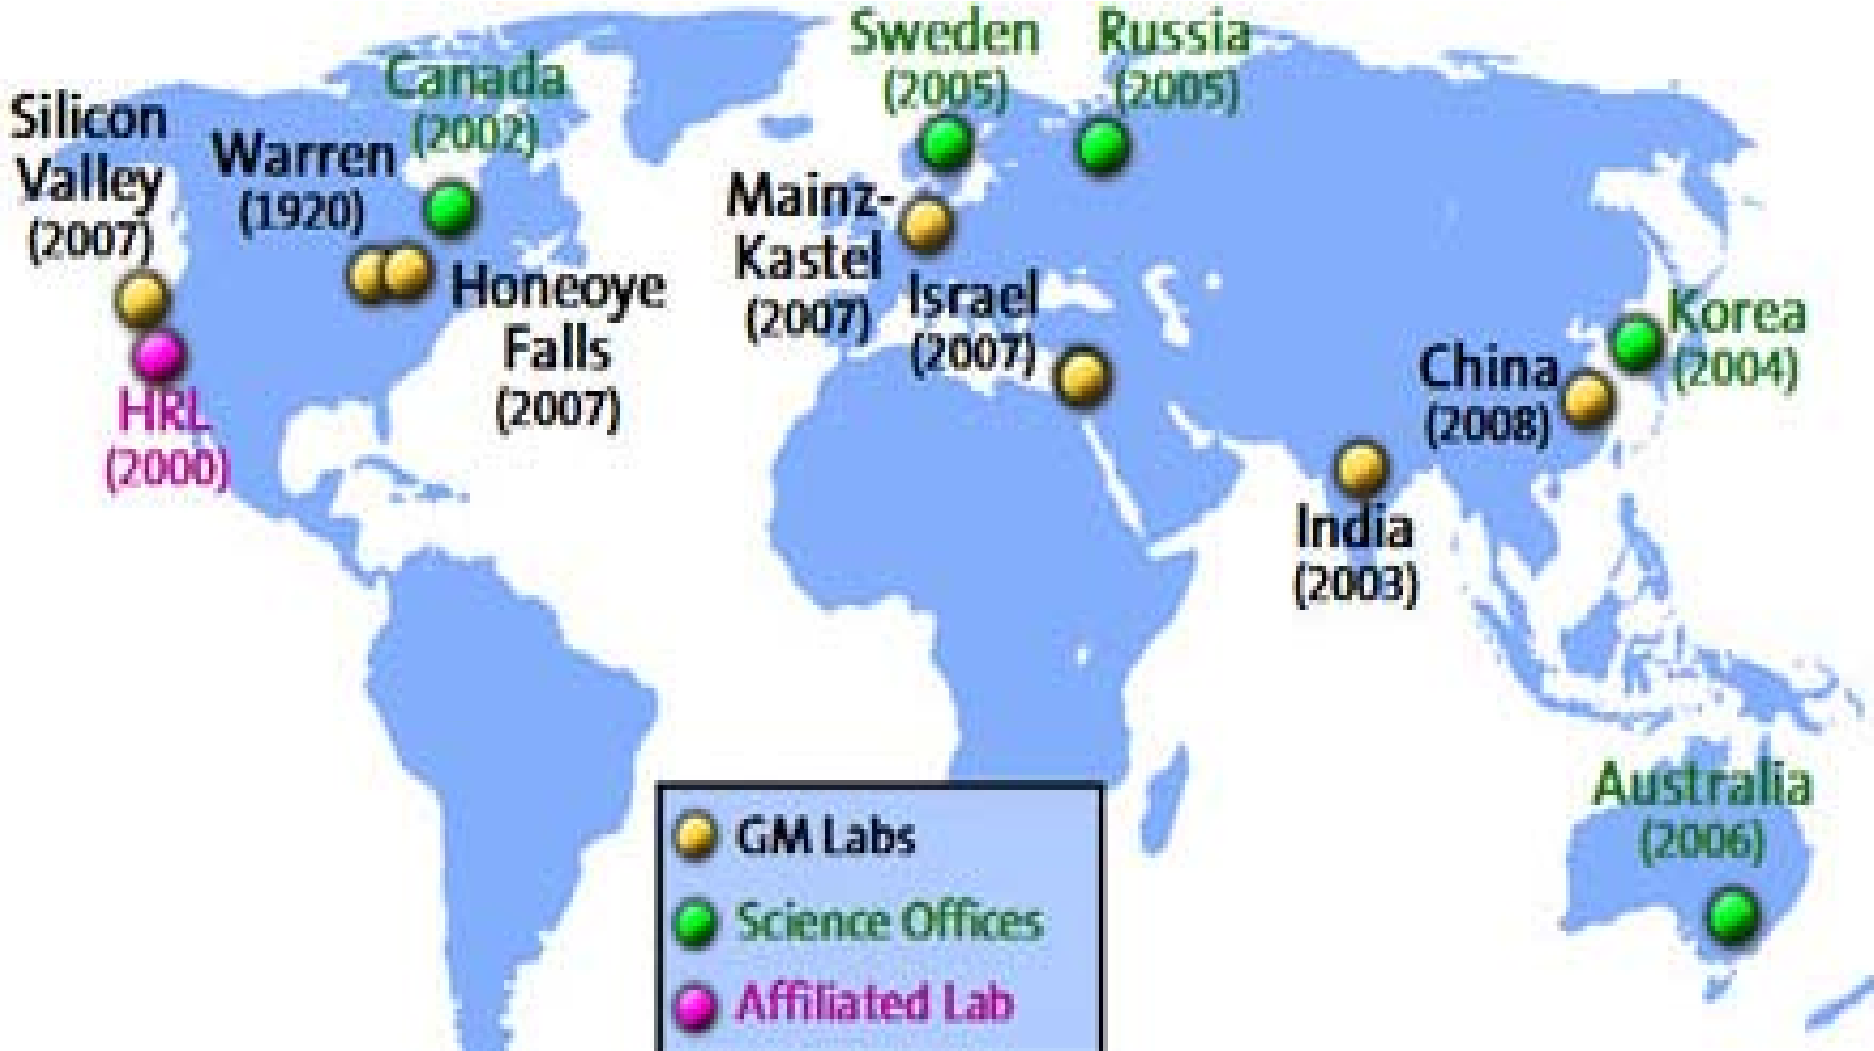 Silicon
Valley
(2007)
Warren
(1920)
Canada
(2002)
Honeoye
Falls
(2007)
HRL
(2000)
Sweden
(2005)
Russia
(2005)
Mainz-
Kastel
(2007)
Israel
(2007)
India
(2003)
China
(2008)
Korea
(2004)
Australia
(2006)
GM Labs
Science Offices
Affiliated Lab